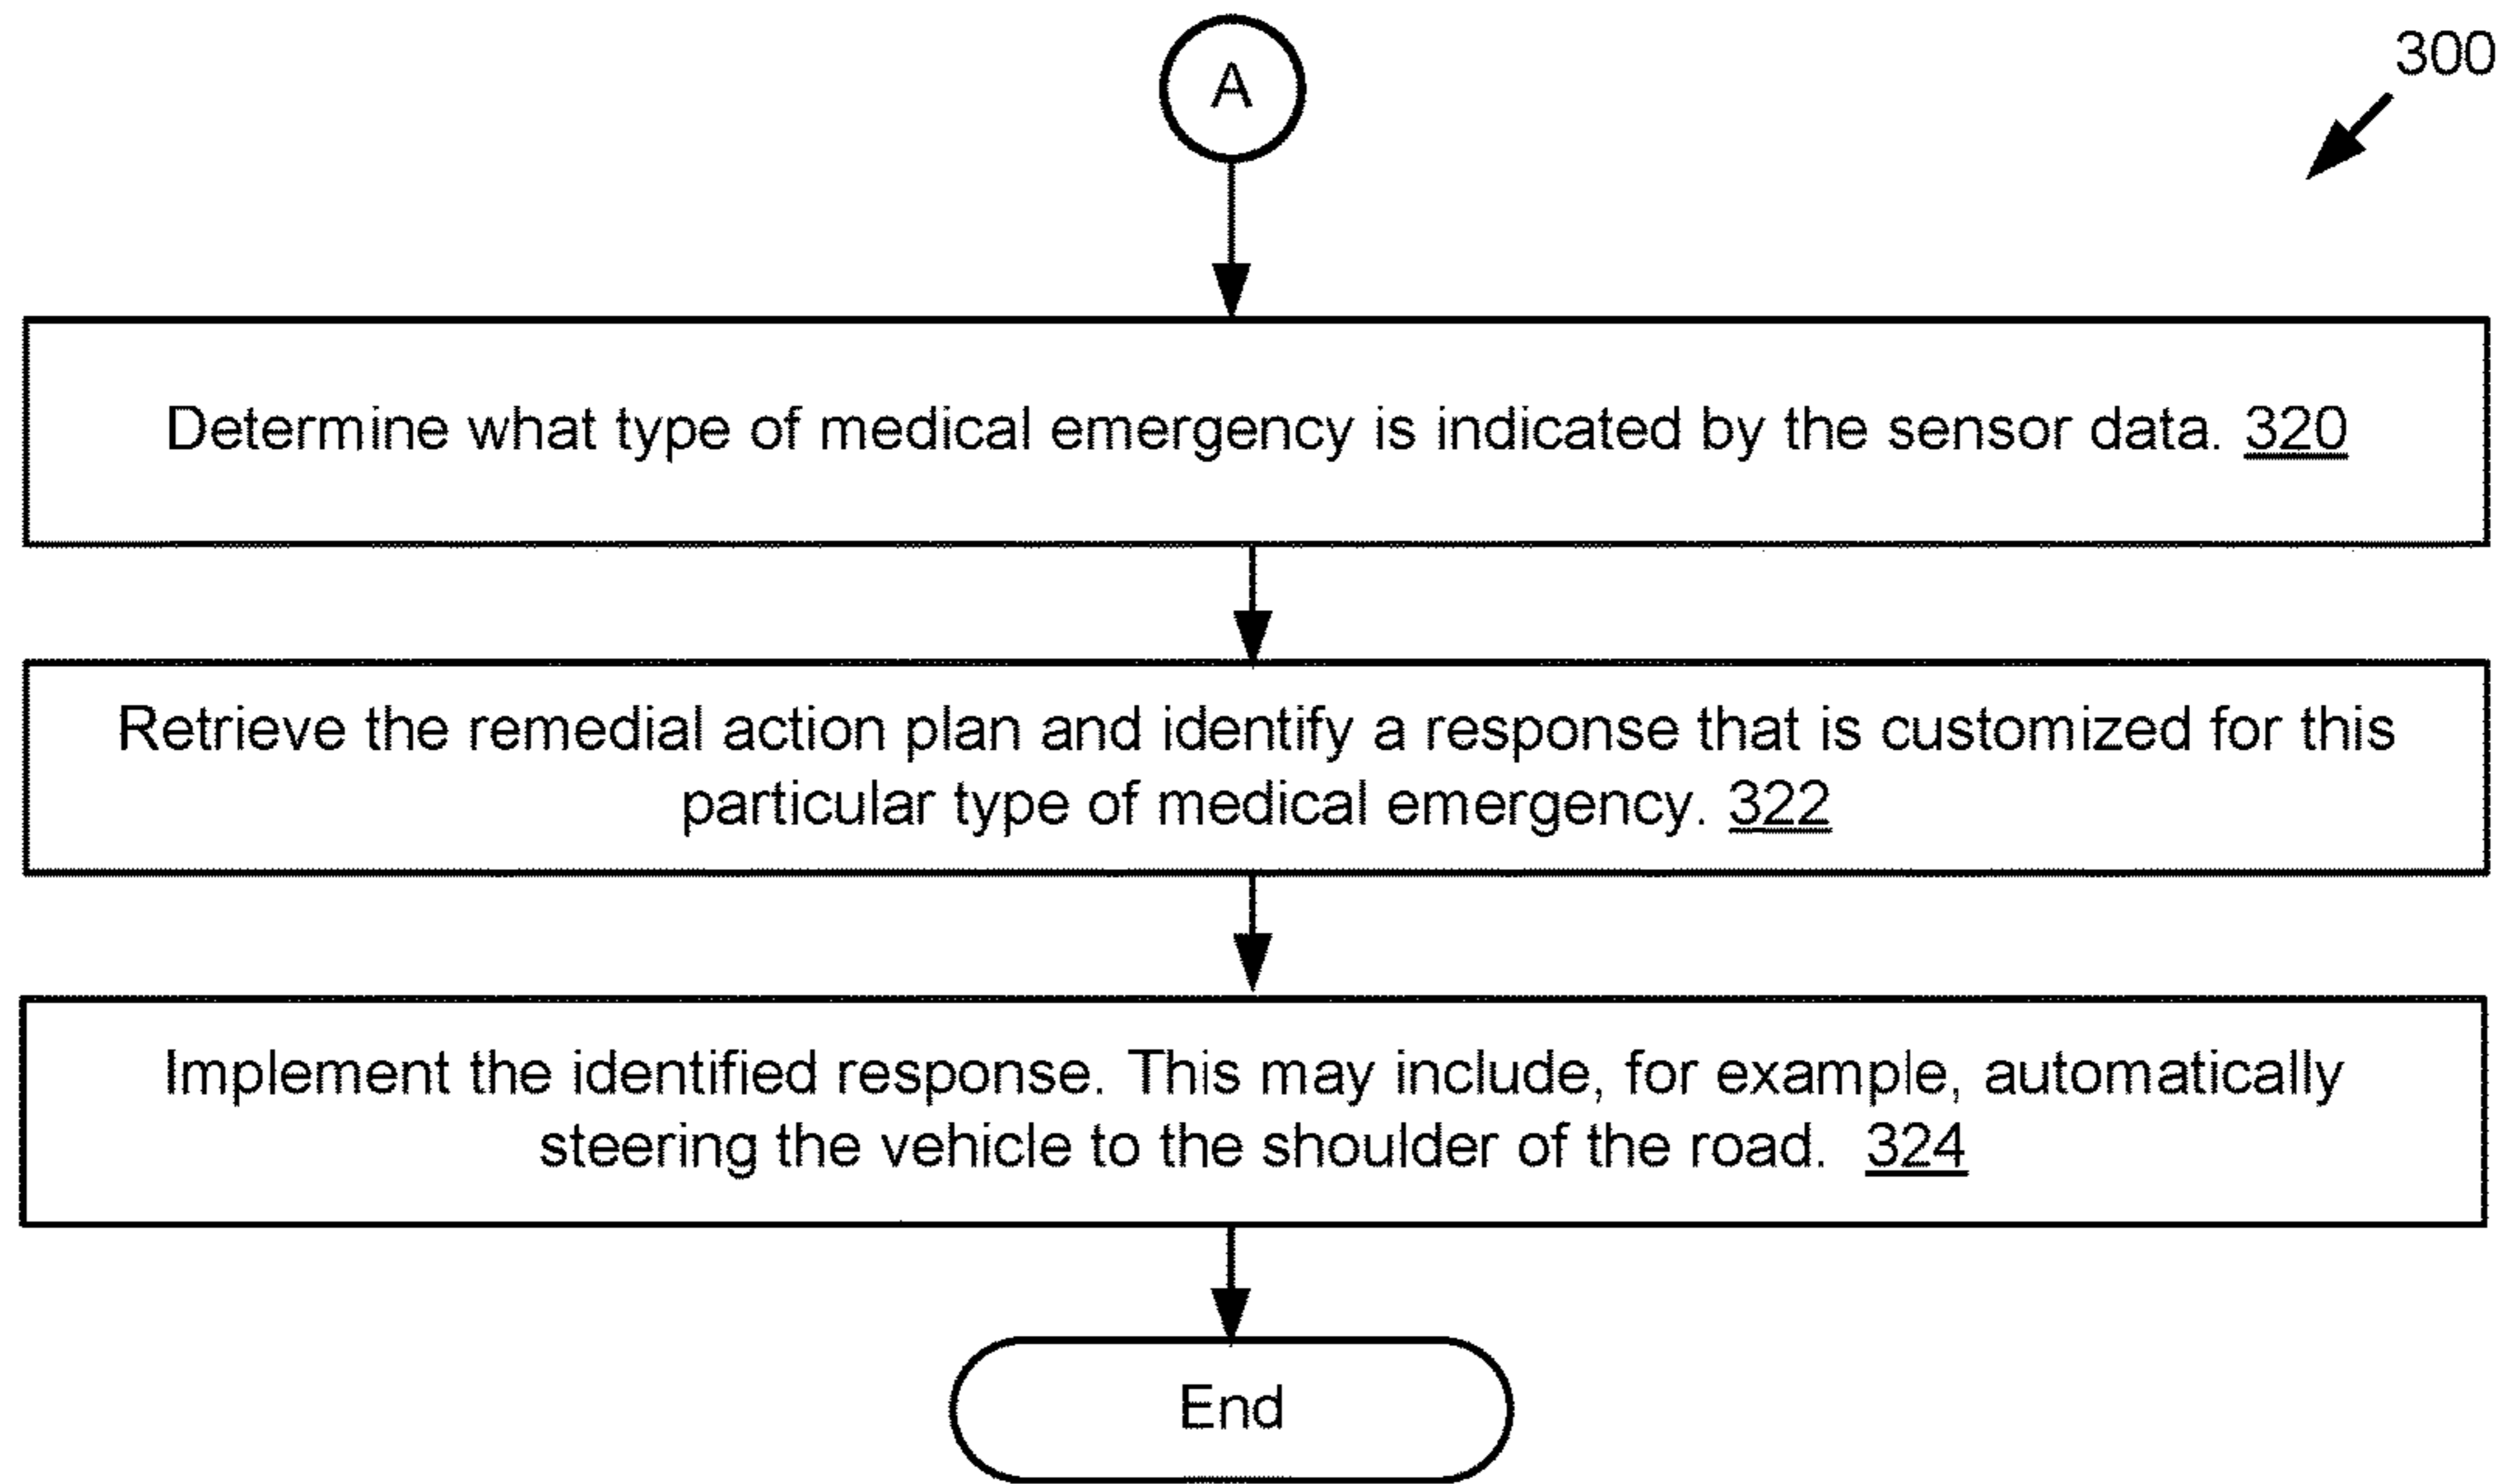 A
300
Determine what type of medical emergency is indicated by the sensor data. 320
Retrieve the remedial action plan and identify a response that is customized for this
particular type of medical emergency. 322
Implement the identified response. This may include, for example, automatically
steering the vehicle to the shoulder of the road. 324
End